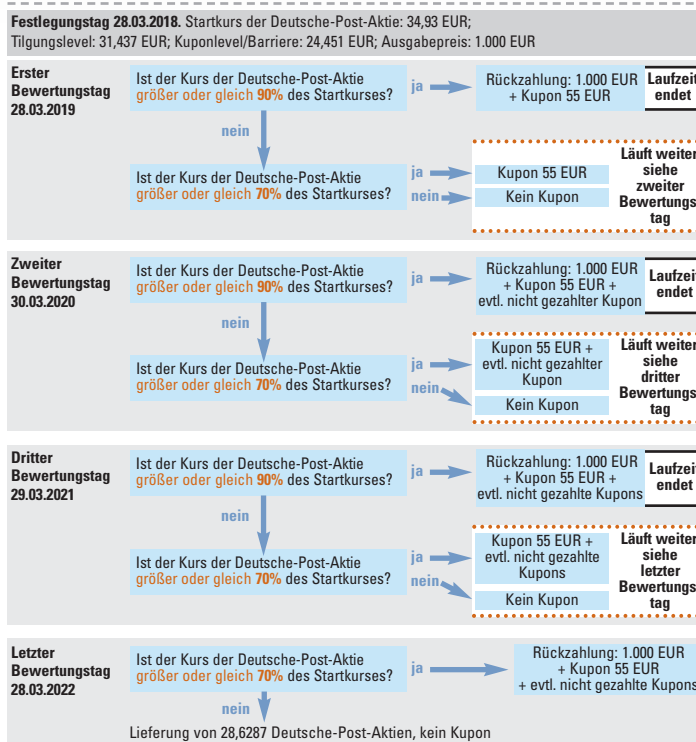 Festlegungstag 28.03.2018. Startkurs der Deutsche-Post-Aktie: 34,93 EUR;
Tilgungslevel: 31,437 EUR; Kuponlevel/Barriere: 24,451 EUR; Ausgabepreis: 1.000 EUR
Erster
Bewertungstag
28.03.2019
Ist der Kurs der Deutsche-Post-Aktie
größer oder gleich 90% des Startkurses?
ja
Rückzahlung: 1.000 EUR
+ Kupon 55 EUR
Laufzeit
endet
nein
Ist der Kurs der Deutsche-Post-Aktie
größer oder gleich 70% des Startkurses?
ja
nein
Kupon 55 EUR
Kein Kupon
Läuft weiter
siehe
zweiter
Bewertungs
tag
Zweiter
Bewertungstag
30.03.2020
Ist der Kurs der Deutsche-Post-Aktie
größer oder gleich 90% des Startkurses?
ja
Rückzahlung: 1.000 EUR
+ Kupon 55 EUR +
evtl. nicht gezahlter Kupon
Laufzeit
endet
nein
Ist der Kurs der Deutsche-Post-Aktie
größer oder gleich 70% des Startkurses?
ja
nein
Kupon 55 EUR +
evtl. nicht gezahlter
Kupon
Kein Kupon
Läuft weiter
siehe
dritter
Bewertungs
tag
Dritter
Bewertungstag
29.03.2021
Ist der Kurs der Deutsche-Post-Aktie
größer oder gleich 90% des Startkurses?
ja
Rückzahlung: 1.000 EUR
+ Kupon 55 EUR +
evtl. nicht gezahlte Kupons
Laufzeit
endet
nein
Ist der Kurs der Deutsche-Post-Aktie
größer oder gleich 70% des Startkurses?
ja
nein
Kupon 55 EUR +
evtl. nicht gezahlte
Kupons
Kein Kupon
Läuft weiter
siehe
letzter
Bewertungs
tag
Letzter
Bewertungstag
28.03.2022
Ist der Kurs der Deutsche-Post-Aktie
größer oder gleich 70% des Startkurses?
ja
Rückzahlung: 1.000 EUR
+ Kupon 55 EUR
+ evtl. nicht gezahlte Kupons
nein
Lieferung von 28,6287 Deutsche-Post-Aktien, kein Kupon